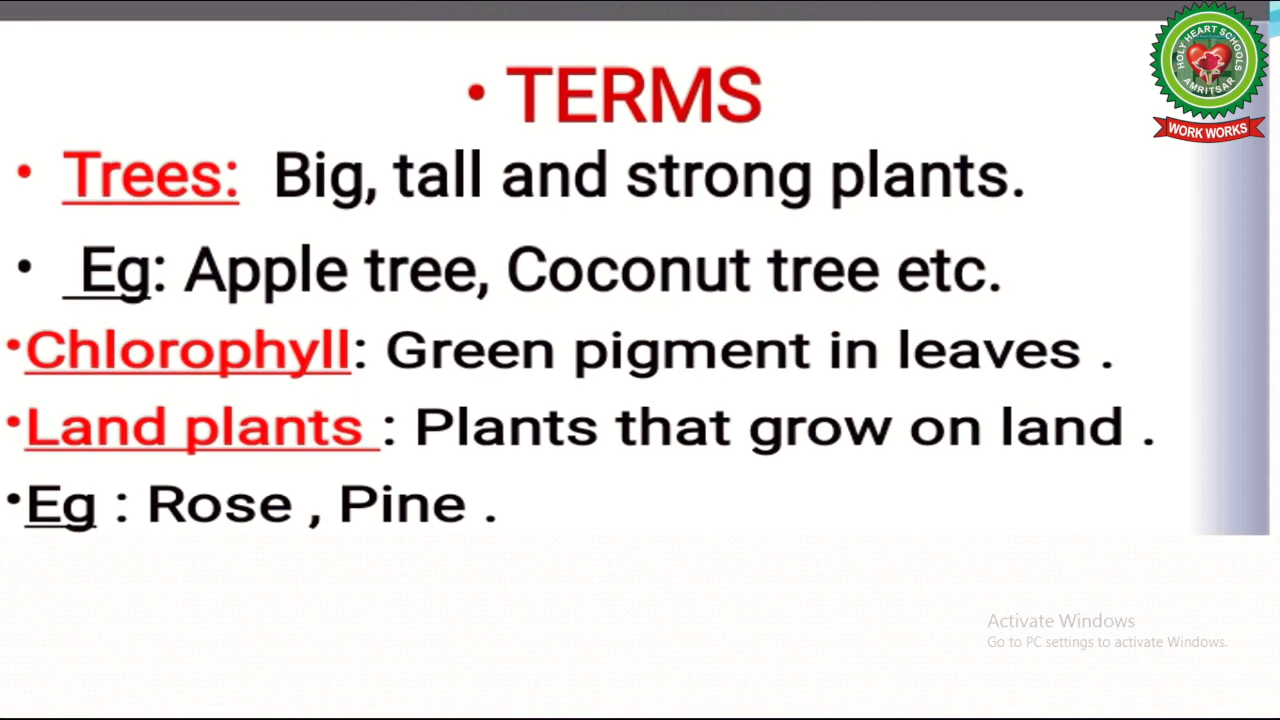 HOLY HEART SCHOOLS
AMRITSAR
WORK WORKS
• TERMS
• Trees: Big, tall and strong plants.
• Eg: Apple tree, Coconut tree etc.
•Chlorophyll: Green pigment in leaves .
•Land plants : Plants that grow on land .
•Eg : Rose , Pine .
Activate Windows
Go to PC settings to activate Windows.